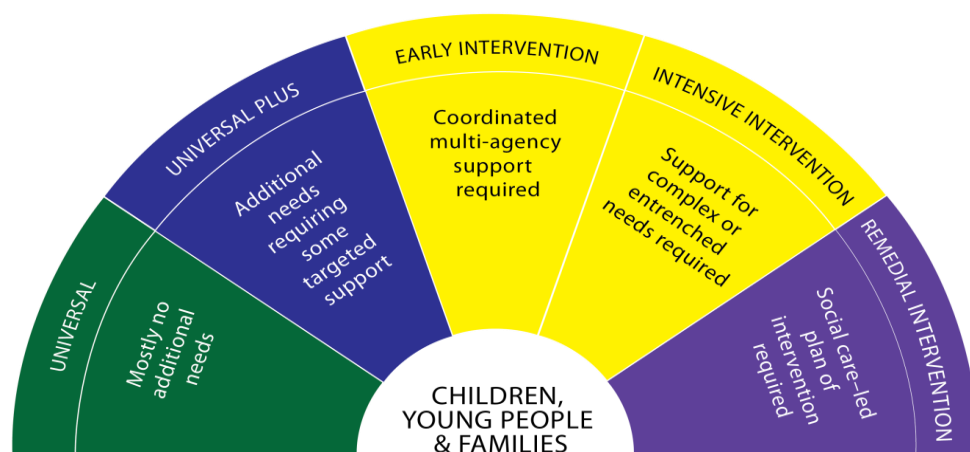 UNIVERSAL
Mostly no
additional
needs
UNIVERSAL PLUS
Additional
needs
requiring
some
targeted
support
EARLY INTERVENTION
Coordinated
multi-agency
support
required
INTENSIVE INTERVENTION
Support for
complex or
entrenched
needs required
REMEDIAL INTERVENTION
Social care–led
plan of
intervention
required
CHILDREN,
YOUNG PEOPLE
& FAMILIES